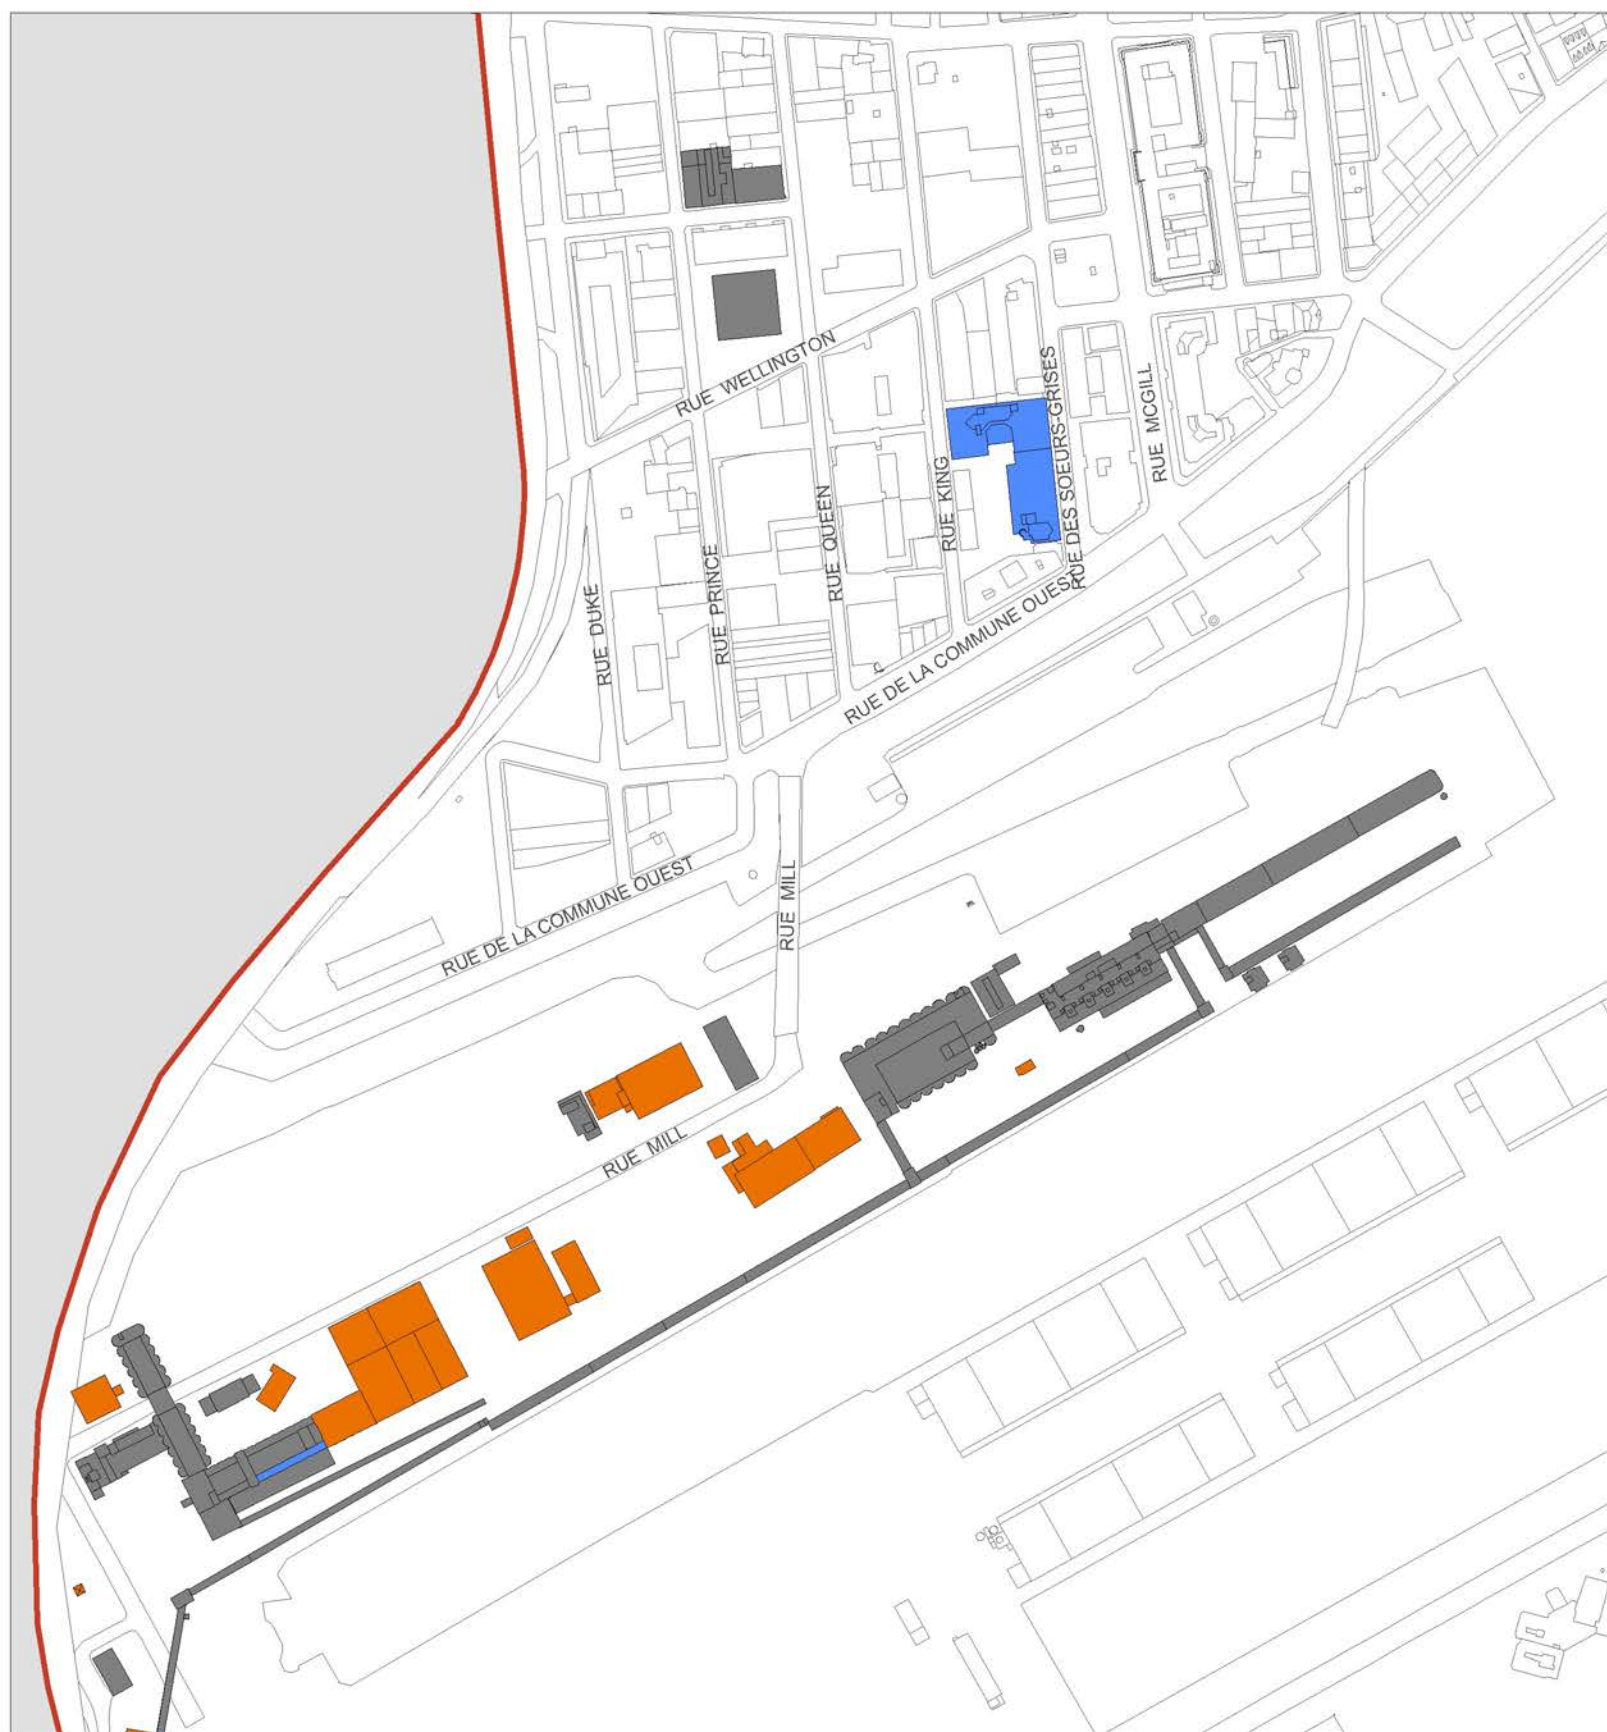 RUE WELLINGTON
RUE DES SOEURS-GRISES
RUE MCGILL
RUE KING
RUE QUEEN
RUE PRINCE
RUE DUKE
RUE DE LA COMMUNE OUEST
RUE DE LA COMMUNE OUEST
RUE MILL
RUE MILL